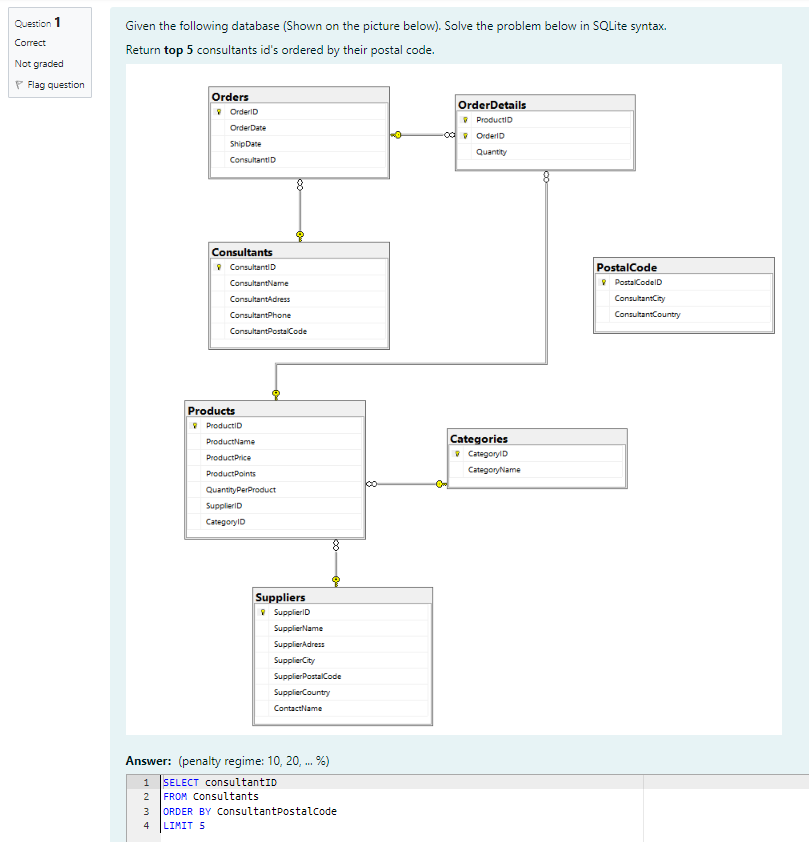 Question 1
Correct
Not graded
Flag question
Given the following database (Shown on the picture below). Solve the problem below in SQLite syntax.
Return top 5 consultants id's ordered by their postal code.
Orders
OrderID
OrderDate
ShipDate
ConsultantID
OrderDetails
ProductID
OrderID
Quantity
Consultants
ConsultantID
ConsultantName
ConsultantAdress
ConsultantPhone
ConsultantPostalCode
PostalCode
PostalCodeID
ConsultantCity
ConsultantCountry
Products
ProductID
ProductName
ProductPrice
ProductPoints
QuantityPerProduct
SupplierID
CategoryID
Categories
CategoryID
CategoryName
Suppliers
SupplierID
SupplierName
SupplierAdress
SupplierCity
SupplierPostalCode
SupplierCountry
ContactName
Answer: (penalty regime: 10, 20, ... %)
1 SELECT consultantID
2 FROM Consultants
3 ORDER BY ConsultantPostalCode
4 LIMIT 5